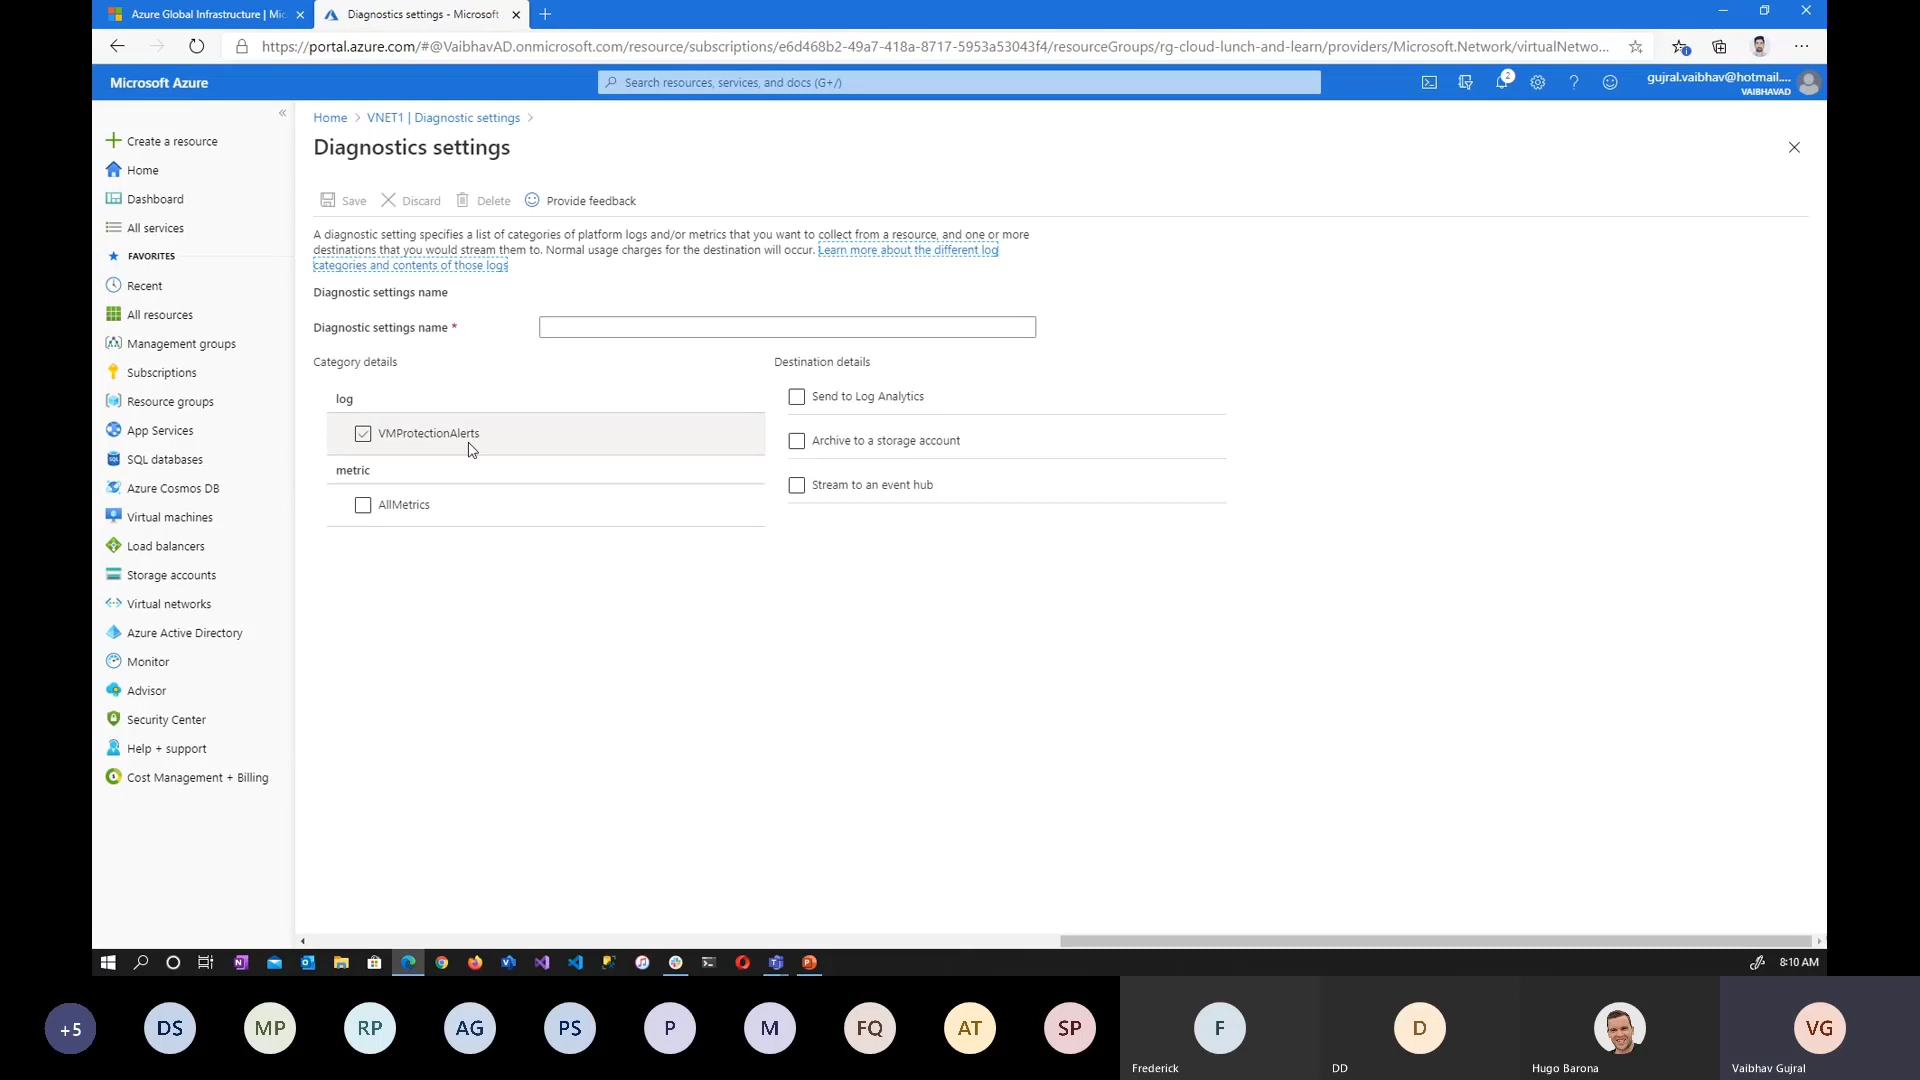 Azure Global Infrastructure | Mic
Diagnostics settings - Microsoft
https://portal.azure.com/#@VaibhavAD.onmicrosoft.com/resource/subscriptions/e6d468b2-49a7-418a-8717-5953a53043f4/resourceGroups/rg-cloud-lunch-and-learn/providers/Microsoft.Network/virtualNetwo...
Microsoft Azure
Search resources, services, and docs (G+/)
2
gujral.vaibhav@hotmail....
VAIBHAVAD
Create a resource
Home
Dashboard
All services
FAVORITES
Recent
All resources
Management groups
Subscriptions
Resource groups
App Services
SQL databases
Azure Cosmos DB
Virtual machines
Load balancers
Storage accounts
Virtual networks
Azure Active Directory
Monitor
Advisor
Security Center
Help + support
Cost Management + Billing
Home > VNET1 | Diagnostic settings >
Diagnostics settings
Save Discard Delete Provide feedback
A diagnostic setting specifies a list of categories of platform logs and/or metrics that you want to collect from a resource, and one or more
destinations that you would stream them to. Normal usage charges for the destination will occur. Learn more about the different log
categories and contents of those logs
Diagnostic settings name
Diagnostic settings name *
Category details
log
VMProtectionAlerts
metric
AllMetrics
Destination details
Send to Log Analytics
Archive to a storage account
Stream to an event hub
8:10 AM
+5
DS
MP
RP
AG
PS
P
M
FQ
AT
SP
F
Frederick
D
DD
Hugo Barona
VG
Vaibhav Gujral